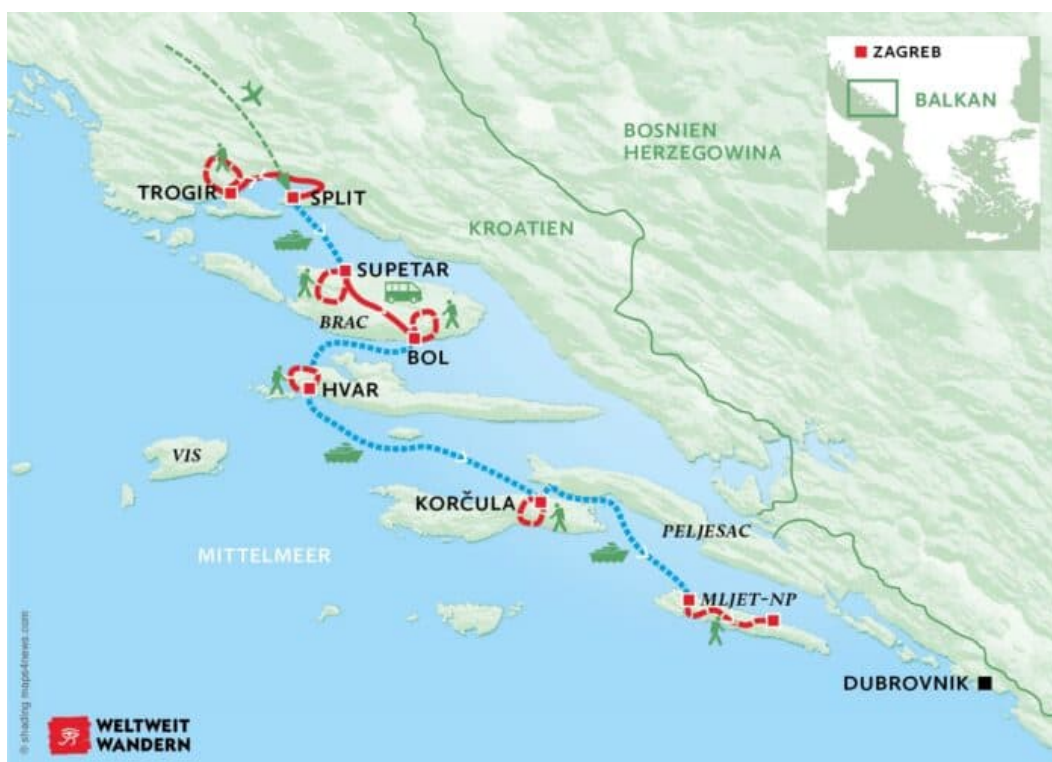 ZAGREB
BALKAN
BOSNIEN
HERZEGOWINA
TROGIR
SPLIT
KROATIEN
SUPETAR
BRAC
BOL
HVAR
VIS
KORČULA
PELJESAC
MITTELMEER
MLJET-NP
DUBROVNIK
© shading maps4news.com
WELTWEIT
WANDERN